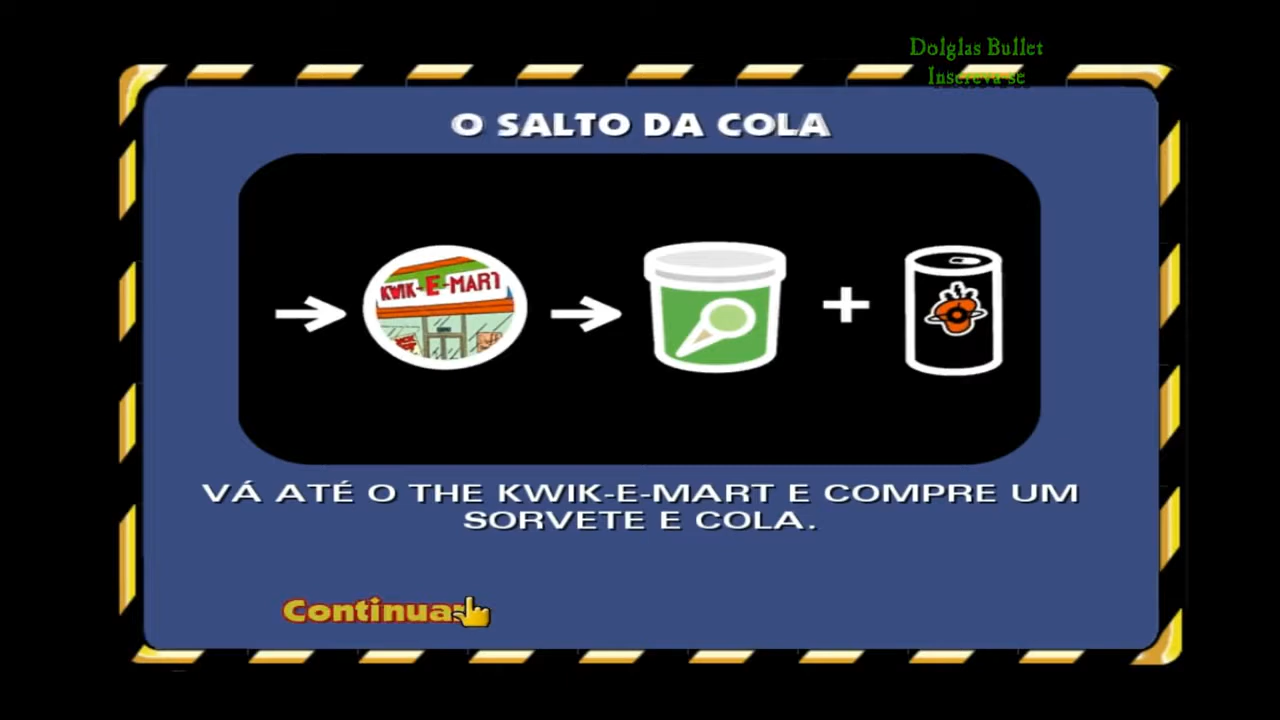 Dolglas Bullet
Inscreva se
O SALTO DA COLA
KWIK-E-MART
VÁ ATÉ O THE KWIK-E-MART E COMPRE UM
SORVETE E COLA.
Continuar